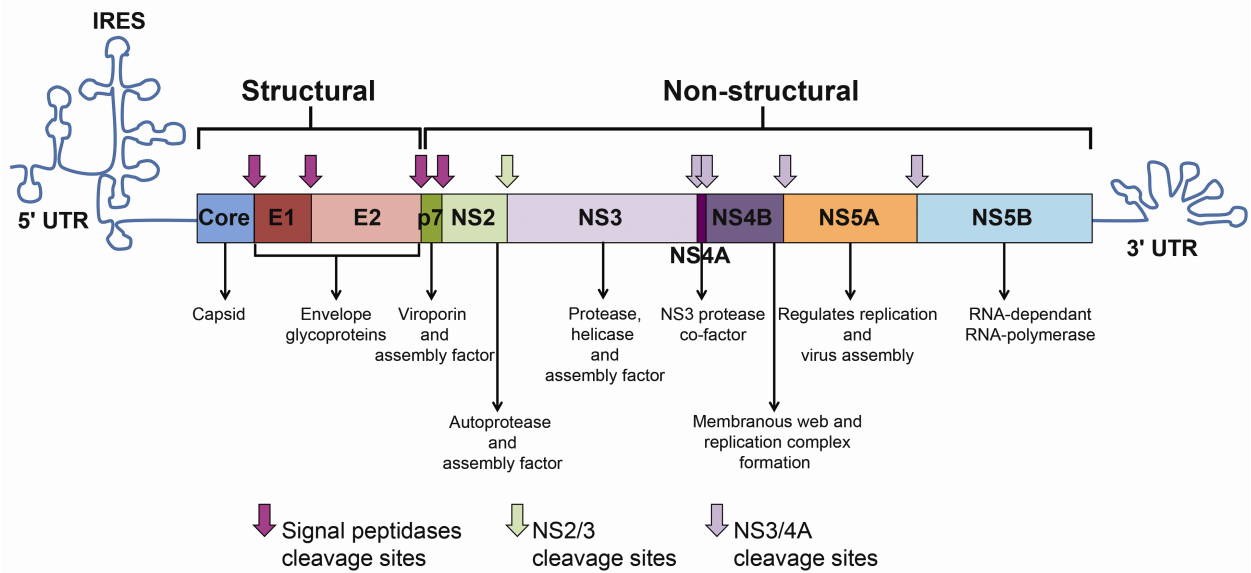 IRES
Structural
Non-structural
5' UTR
Core
E1
E2
p7
NS2
NS3
NS4A
NS4B
NS5A
NS5B
3' UTR
Capsid
Envelope
glycoproteins
Viroporin
and
assembly factor
Autoprotease
and
assembly factor
Protease,
helicase
and
assembly factor
NS3 protease
co-factor
Membranous web and
replication complex
formation
Regulates replication
and
virus assembly
RNA-dependant
RNA-polymerase
Signal peptidases
cleavage sites
NS2/3
cleavage sites
NS3/4A
cleavage sites